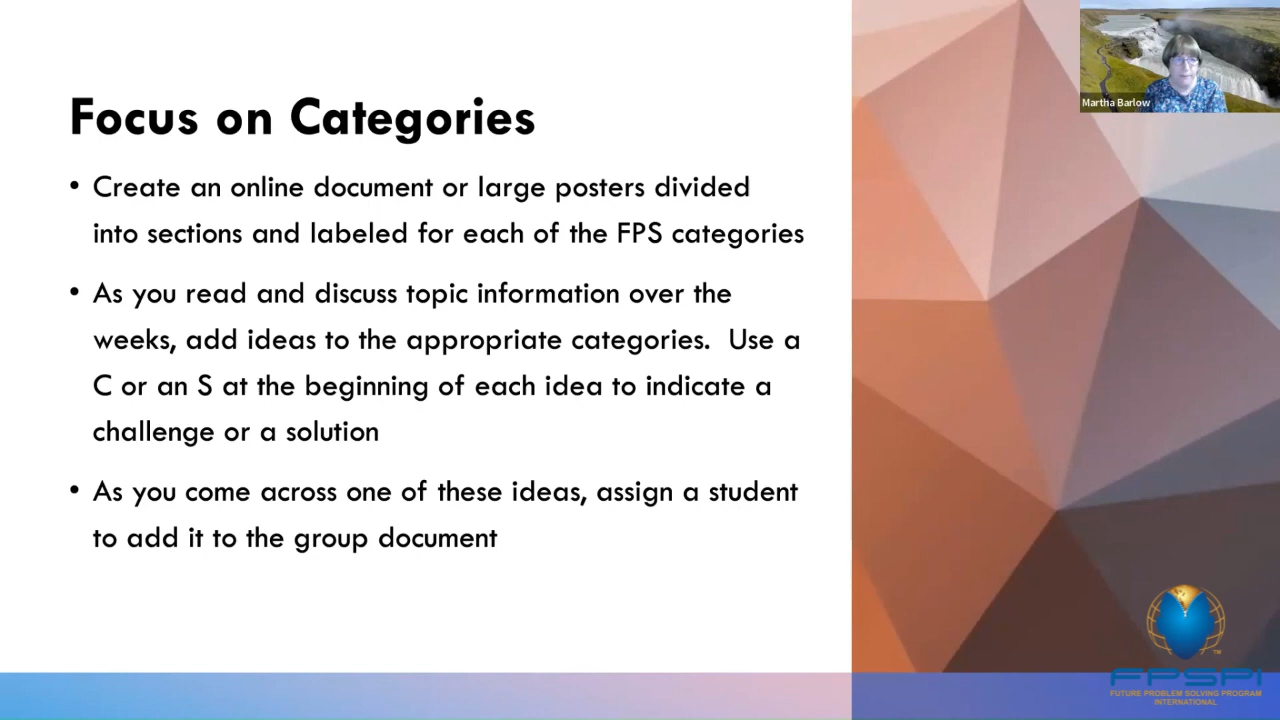 Martha Barlow
Focus on Categories
• Create an online document or large posters divided
into sections and labeled for each of the FPS categories
• As you read and discuss topic information over the
weeks, add ideas to the appropriate categories.  Use a
C or an S at the beginning of each idea to indicate a
challenge or a solution
• As you come across one of these ideas, assign a student
to add it to the group document
TM
FPSPI
FUTURE PROBLEM SOLVING PROGRAM
INTERNATIONAL